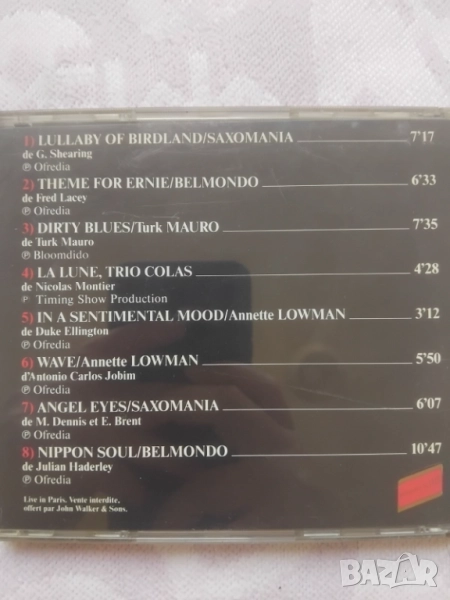 1) LULLABY OF BIRDLAND/SAXOMANIA 7'17
de G. Shearing
℗ Ofredia
2) THEME FOR ERNIE/BELMONDO 6'33
de Fred Lacey
℗ Ofredia
3) DIRTY BLUES/Turk MAURO 7'35
de Turk Mauro
℗ Bloomdido
4) LA LUNE, TRIO COLAS 4'28
de Nicolas Montier
℗ Timing Show Production
5) IN A SENTIMENTAL MOOD/Annette LOWMAN 3'12
de Duke Ellington
℗ Ofredia
6) WAVE/Annette LOWMAN 5'50
d'Antonio Carlos Jobim
℗ Ofredia
7) ANGEL EYES/SAXOMANIA 6'07
de M. Dennis et E. Brent
℗ Ofredia
8) NIPPON SOUL/BELMONDO 10'47
de Julian Haderley
℗ Ofredia
Live in Paris. Vente interdite,
offert par John Walker & Sons.
BAZAR